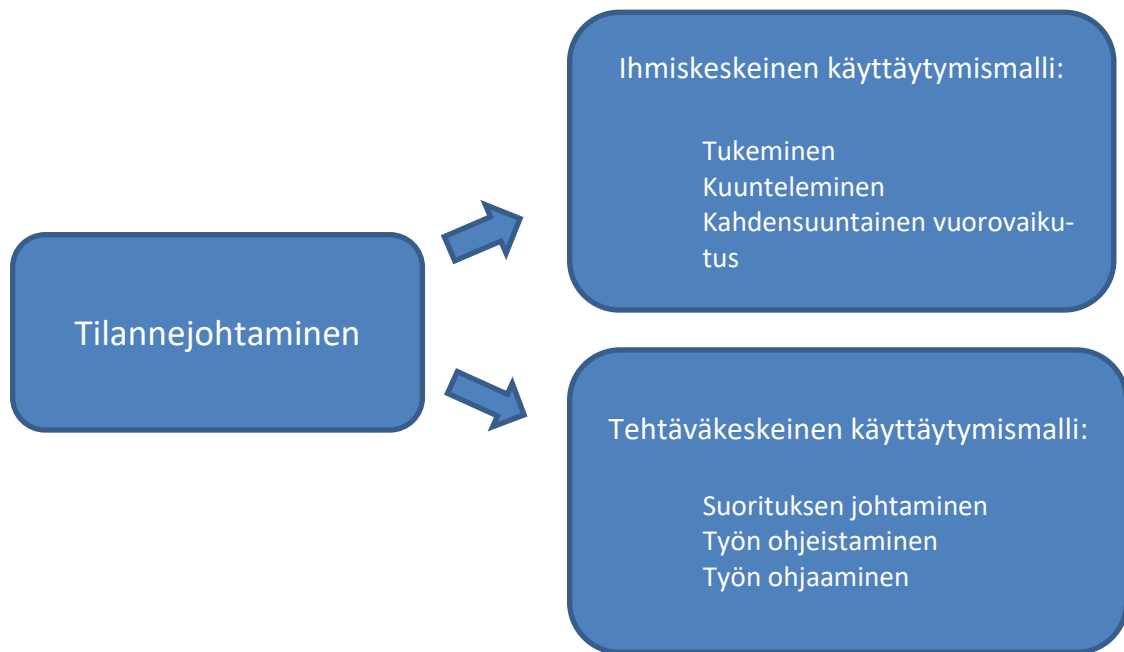 Tilannejohtaminen
Ihmiskeskeinen käyttäytymismalli:
Tukeminen
Kuunteleminen
Kahdensuuntainen vuorovaiku-
tus
Tehtäväkeskeinen käyttäytymismalli:
Suorituksen johtaminen
Työn ohjeistaminen
Työn ohjaaminen